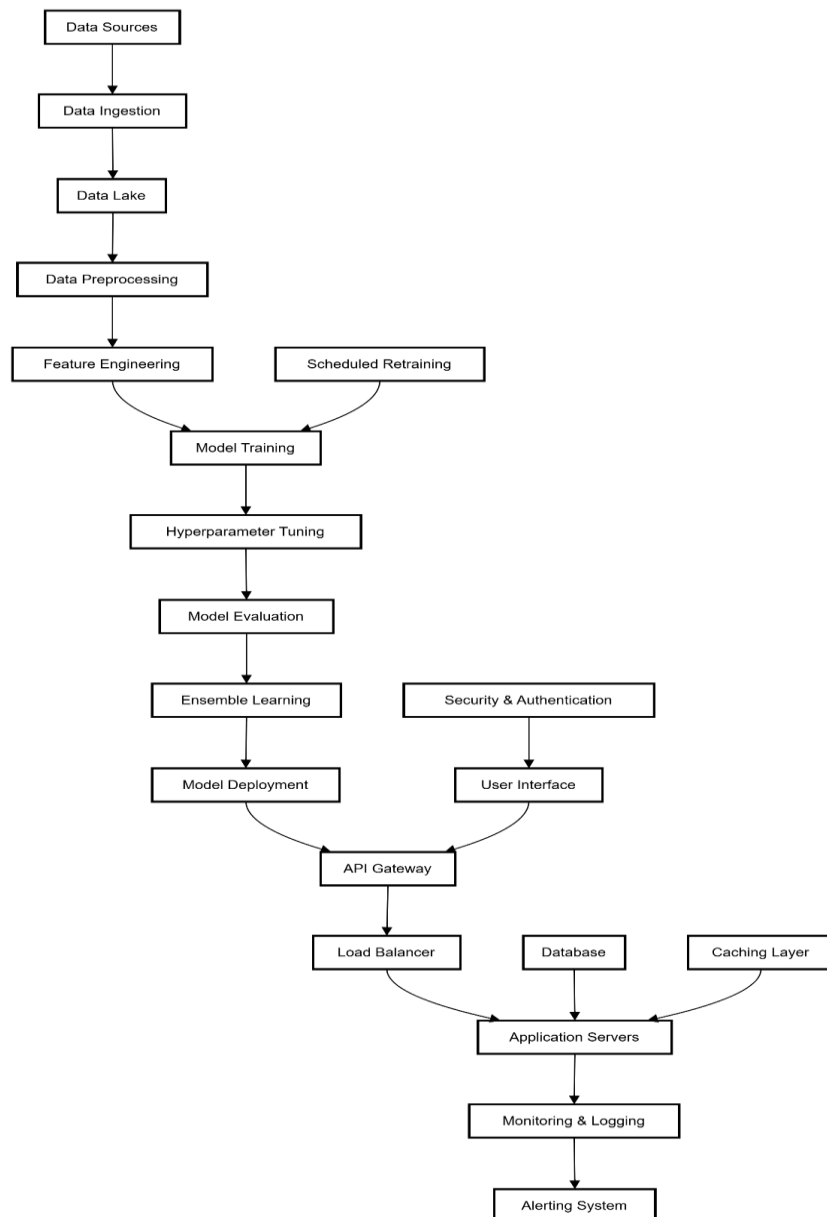 Data Sources
Data Ingestion
Data Lake
Data Preprocessing
Feature Engineering
Scheduled Retraining
Model Training
Hyperparameter Tuning
Model Evaluation
Ensemble Learning
Security & Authentication
Model Deployment
User Interface
API Gateway
Load Balancer
Database
Caching Layer
Application Servers
Monitoring & Logging
Alerting System